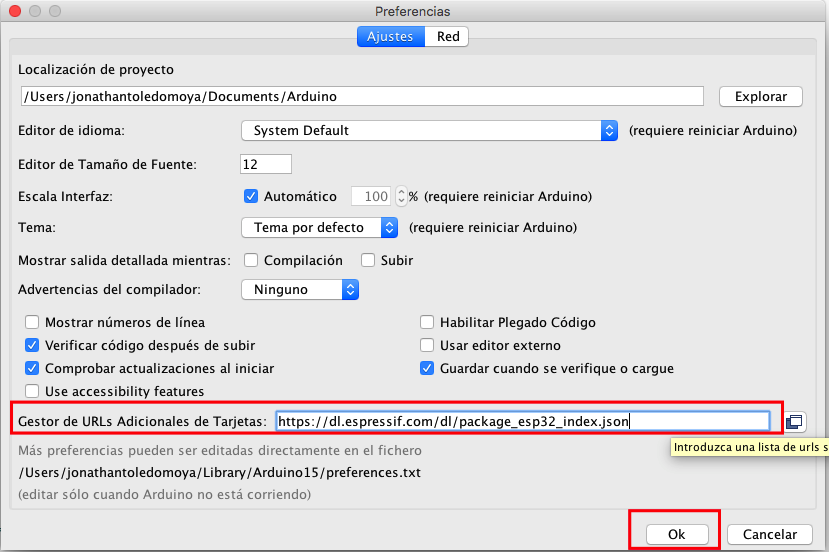 Preferencias
Ajustes Red
Localización de proyecto
/Users/jonathantoledomoya/Documents/Arduino Explorar
Editor de idioma: System Default (requiere reiniciar Arduino)
Editor de Tamaño de Fuente: 12
Escala Interfaz: Automático 100 % (requiere reiniciar Arduino)
Tema: Tema por defecto (requiere reiniciar Arduino)
Mostrar salida detallada mientras: Compilación Subir
Advertencias del compilador: Ninguno
Mostrar números de línea Habilitar Plegado Código
Verificar código después de subir Usar editor externo
Comprobar actualizaciones al iniciar Guardar cuando se verifique o cargue
Use accessibility features
Gestor de URLs Adicionales de Tarjetas: https://dl.espressif.com/dl/package_esp32_index.json
Introduzca una lista de urls s
Más preferencias pueden ser editadas directamente en el fichero
/Users/jonathantoledomoya/Library/Arduino15/preferences.txt
(editar sólo cuando Arduino no está corriendo)
Ok Cancelar